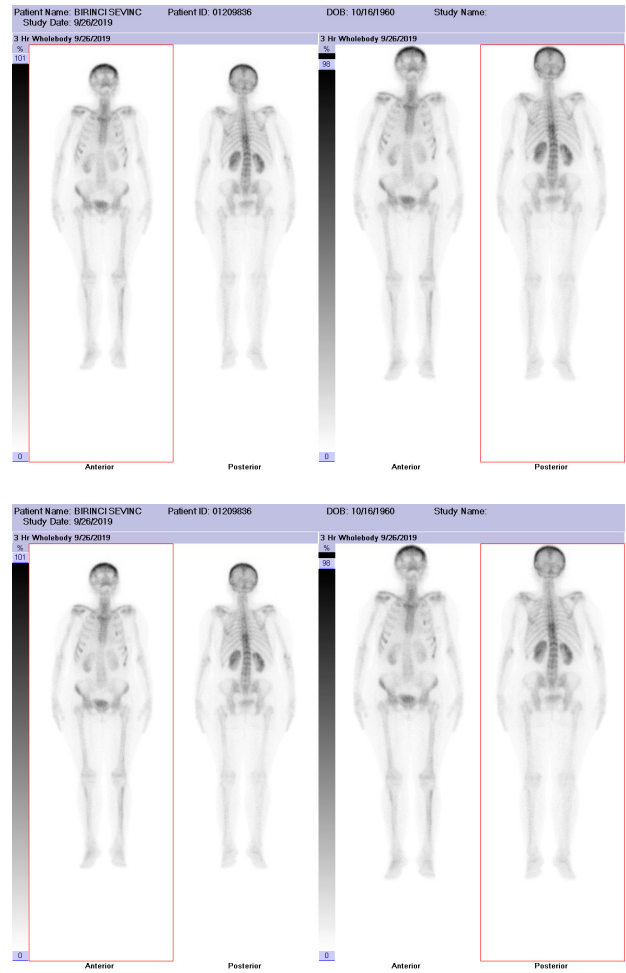 Patient Name: BIRINCI SEVINC Patient ID: 01209836 DOB: 10/16/1960 Study Name:
Study Date: 9/26/2019
3 Hr Wholebody 9/26/2019 3 Hr Wholebody 9/26/2019
% %
101 98
0 0
Anterior Posterior Anterior Posterior
Patient Name: BIRINCI SEVINC Patient ID: 01209836 DOB: 10/16/1960 Study Name:
Study Date: 9/26/2019
3 Hr Wholebody 9/26/2019 3 Hr Wholebody 9/26/2019
% %
101 98
0 0
Anterior Posterior Anterior Posterior